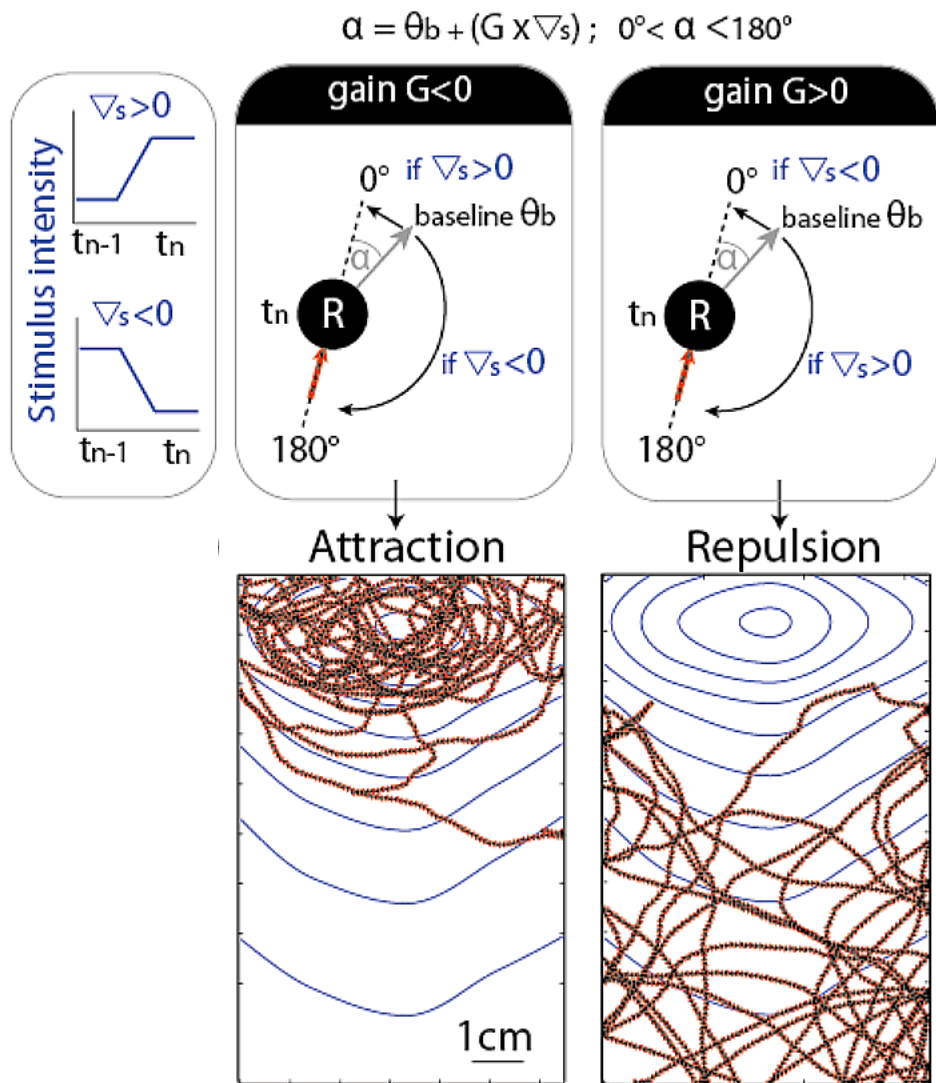 α = θb + (G x ▽s) ; 0°< α <180°
Stimulus intensity
▽s>0
tn-1 tn
▽s<0
tn-1 tn
gain G<0
0° if ▽s>0
baseline θb
α
tn R
if ▽s<0
180°
gain G>0
0° if ▽s<0
baseline θb
α
tn R
if ▽s>0
180°
Attraction
Repulsion
1cm